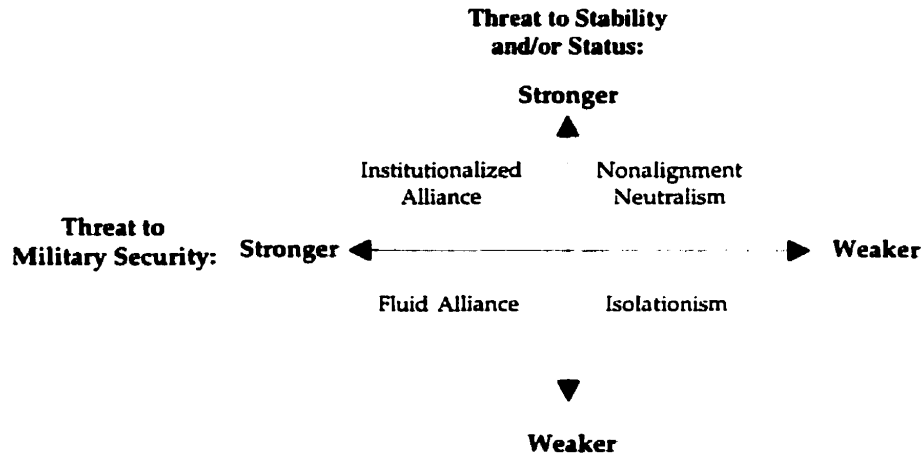 Threat to Stability
and/or Status:
Stronger
Institutionalized
Alliance
Nonalignment
Neutralism
Threat to
Military Security:
Stronger
Weaker
Fluid Alliance
Isolationism
Weaker